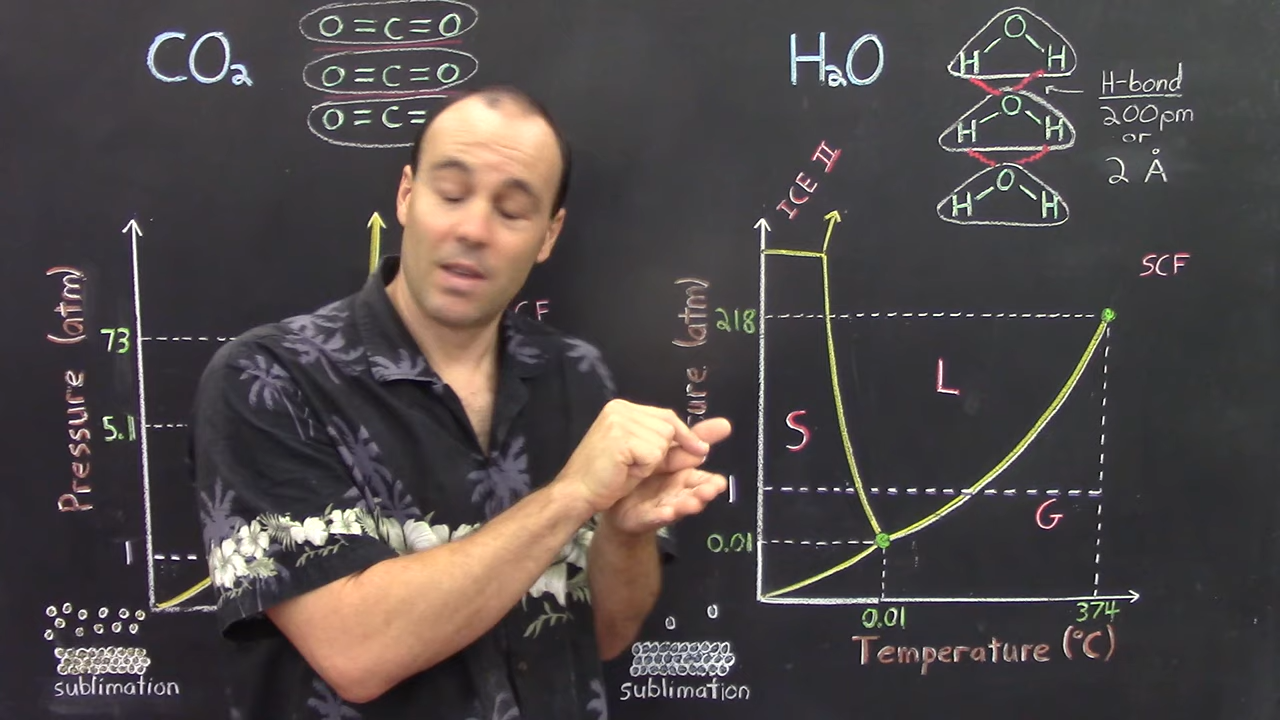 CO₂
O=C=O
O=C=O
O=C=
Pressure (atm)
73
5.1
1
sublimation
H₂O
O
H H
O
H H
O
H H
H-bond
200pm
or
2 Å
ICE II
SCF
(atm)
218
1
0.01
S
L
G
0.01
374
Temperature (°C)
sublimation